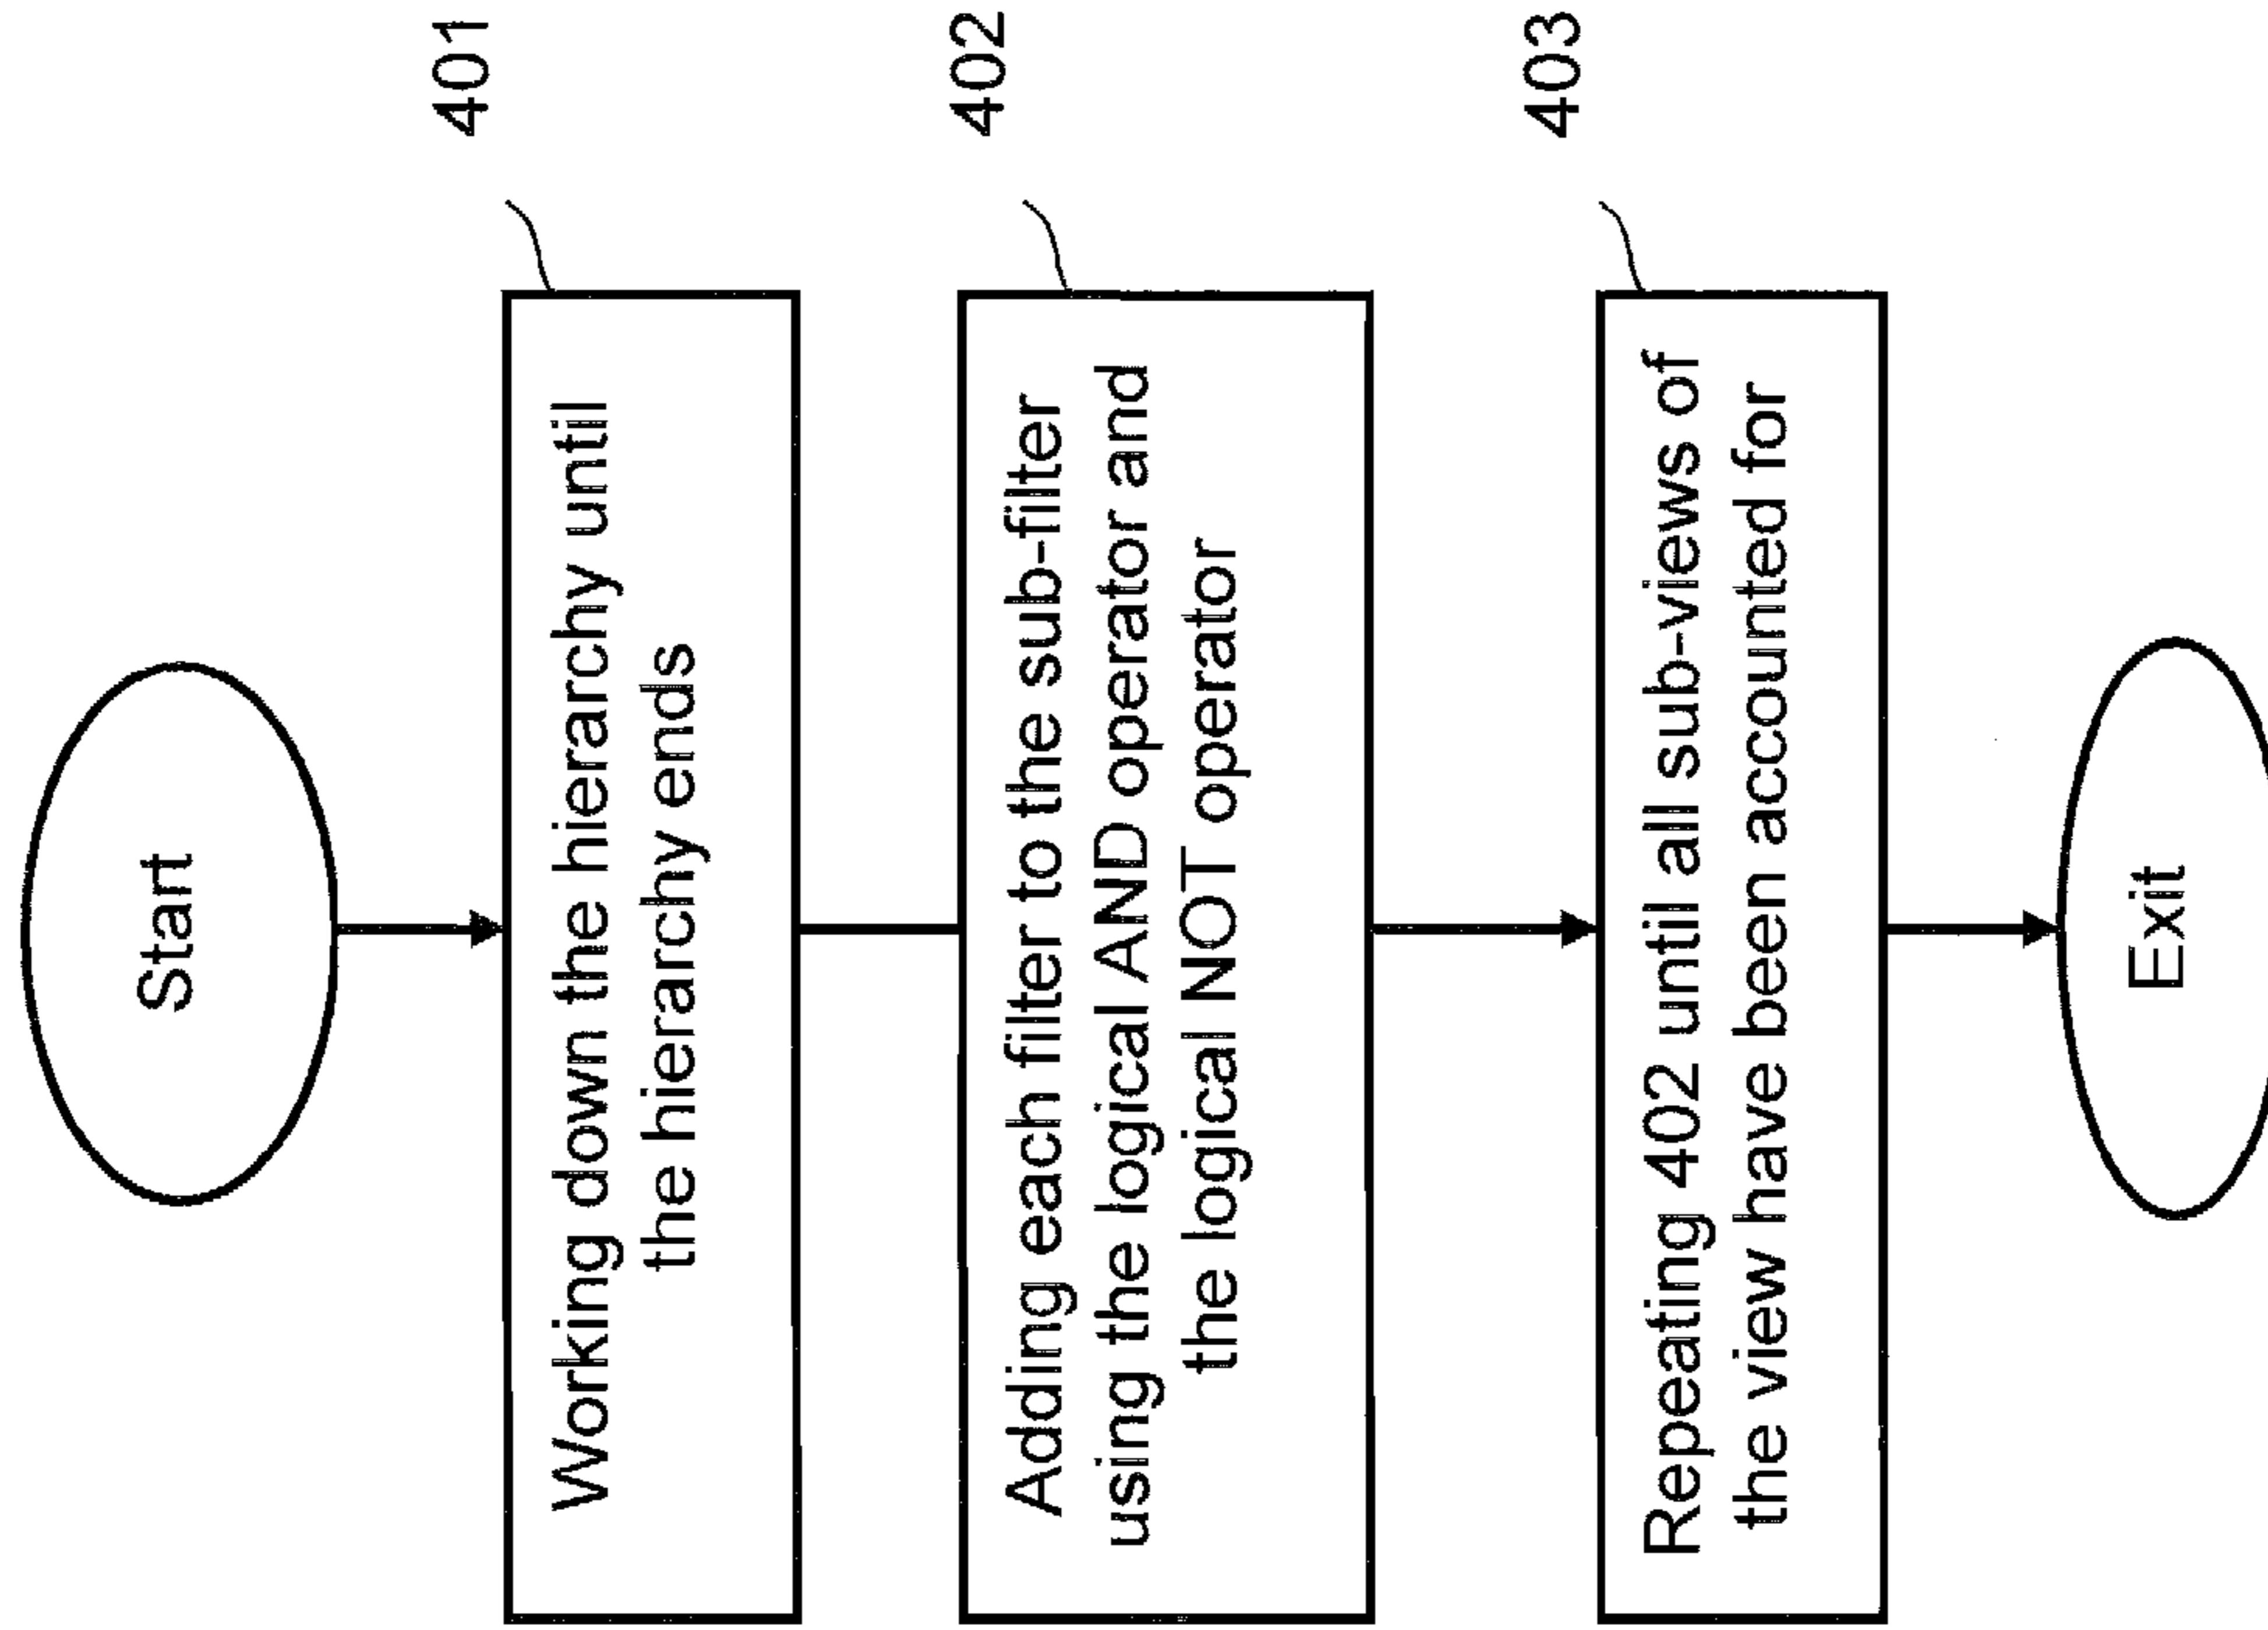 Start
401
Working down the hierarchy until
the hierarchy ends
402
Adding each filter to the sub-filter
using the logical AND operator and
the logical NOT operator
403
Repeating 402 until all sub-views of
the view have been accounted for
Exit